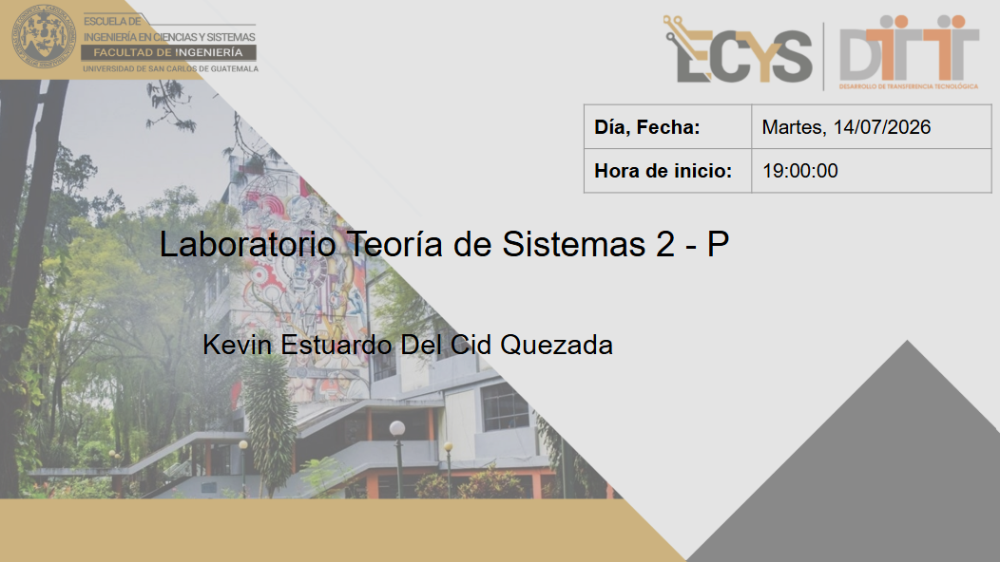 ESCUELA DE
INGENIERÍA EN CIENCIAS Y SISTEMAS
FACULTAD DE INGENIERÍA
UNIVERSIDAD DE SAN CARLOS DE GUATEMALA
ECYS
DTT
DESARROLLO DE TRANSFERENCIA TECNOLÓGICA
Día, Fecha: Martes, 14/07/2026
Hora de inicio: 19:00:00
Laboratorio Teoría de Sistemas 2 - P
Kevin Estuardo Del Cid Quezada